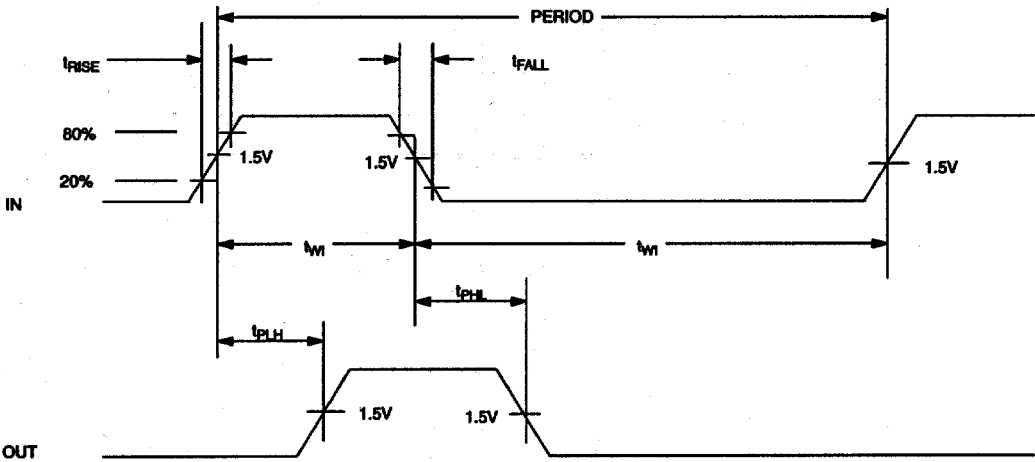 PERIOD
tRISE
tFALL
80%
1.5V
1.5V
1.5V
20%
IN
tWI
tWI
tPHL
tPLH
1.5V
1.5V
OUT